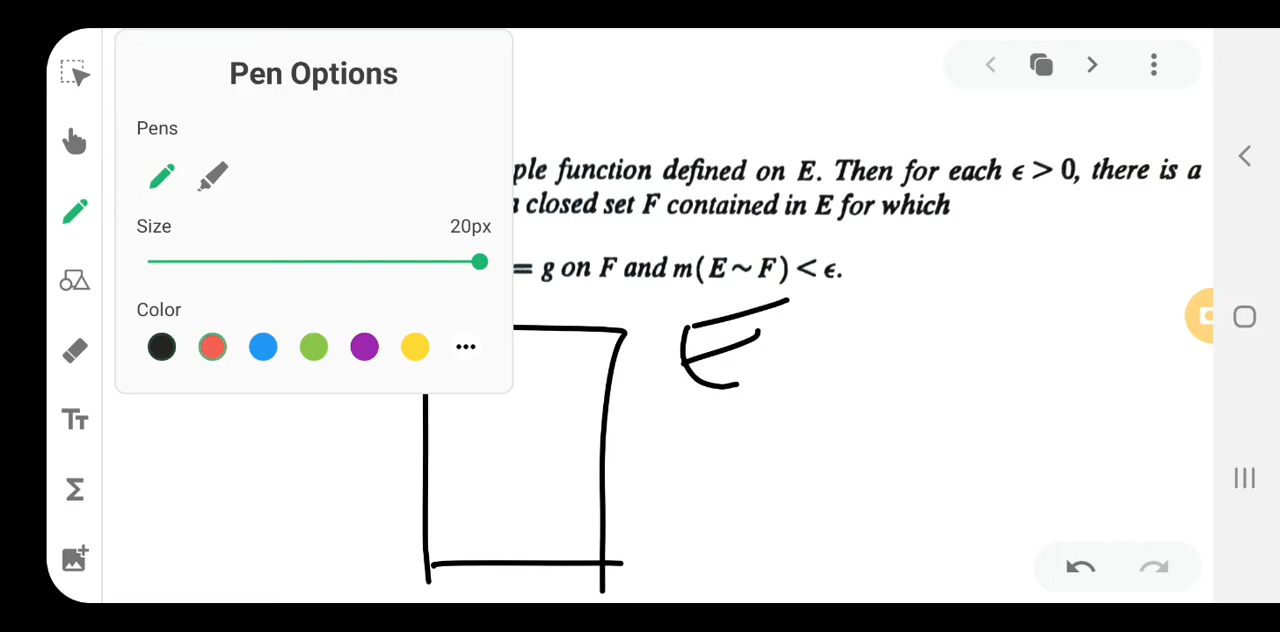 Pen Options
Pens
Size 20px
Color
Tт
Σ
function defined on E. Then for each ϵ > 0, there is a
closed set F contained in E for which
= g on F and m(E ~ F) < ϵ.
E